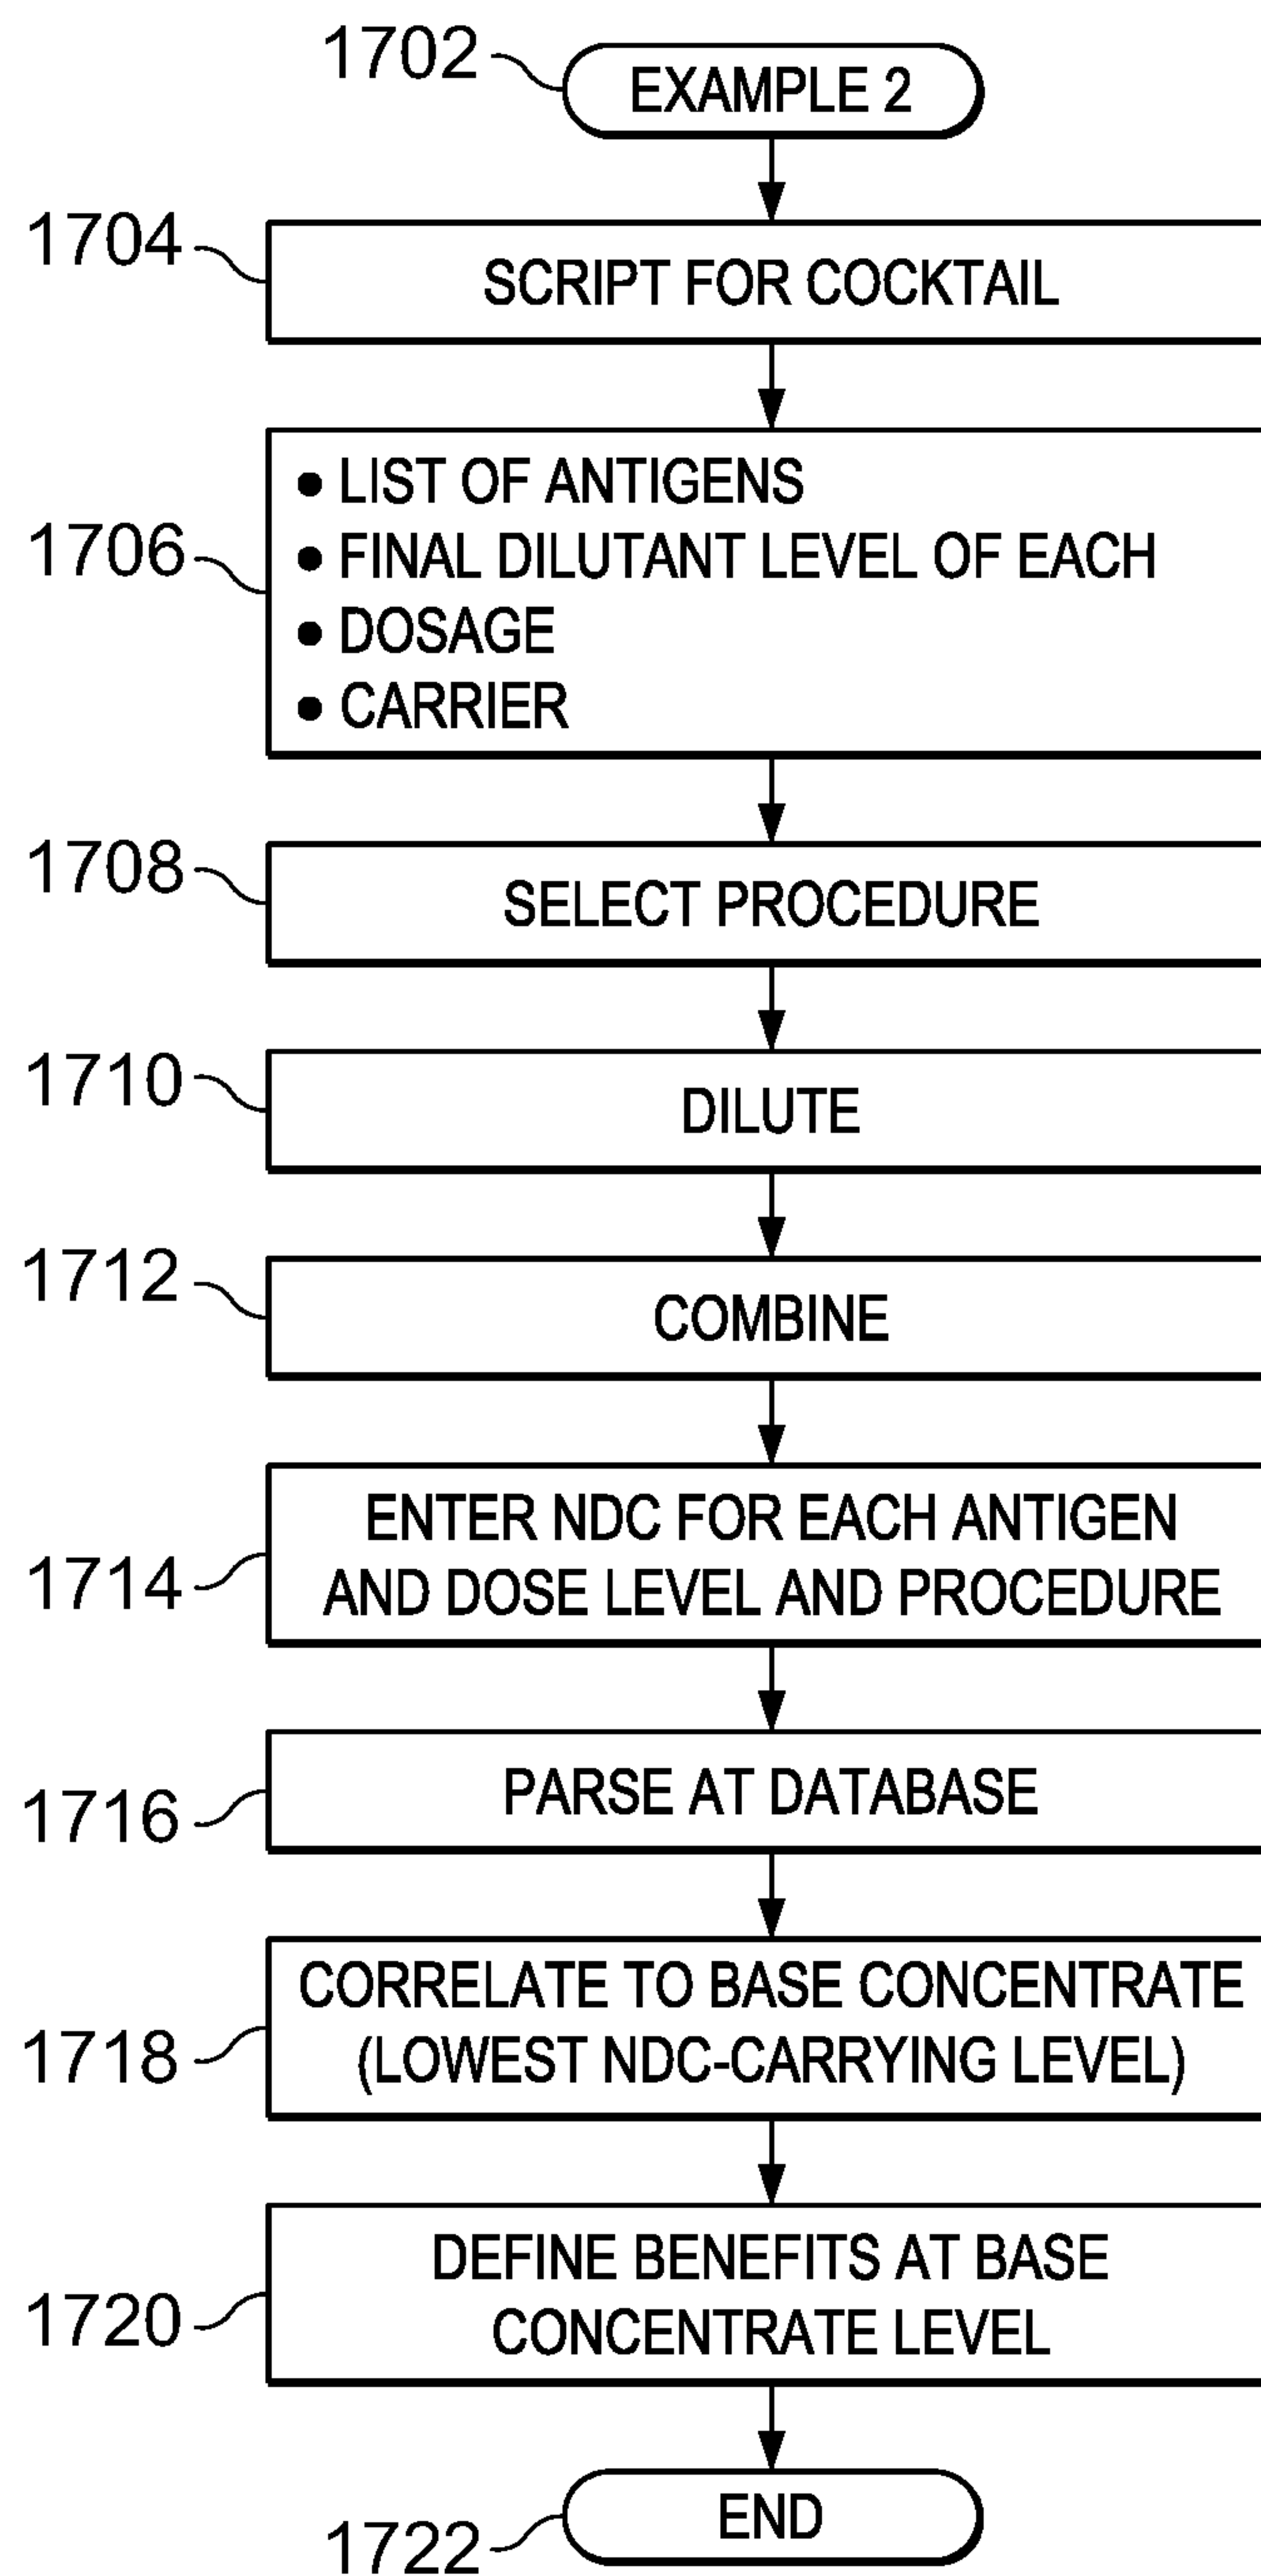 1702
EXAMPLE 2
1704
SCRIPT FOR COCKTAIL
1706
• LIST OF ANTIGENS
• FINAL DILUTANT LEVEL OF EACH
• DOSAGE
• CARRIER
1708
SELECT PROCEDURE
1710
DILUTE
1712
COMBINE
1714
ENTER NDC FOR EACH ANTIGEN
AND DOSE LEVEL AND PROCEDURE
1716
PARSE AT DATABASE
1718
CORRELATE TO BASE CONCENTRATE
(LOWEST NDC-CARRYING LEVEL)
1720
DEFINE BENEFITS AT BASE
CONCENTRATE LEVEL
1722
END